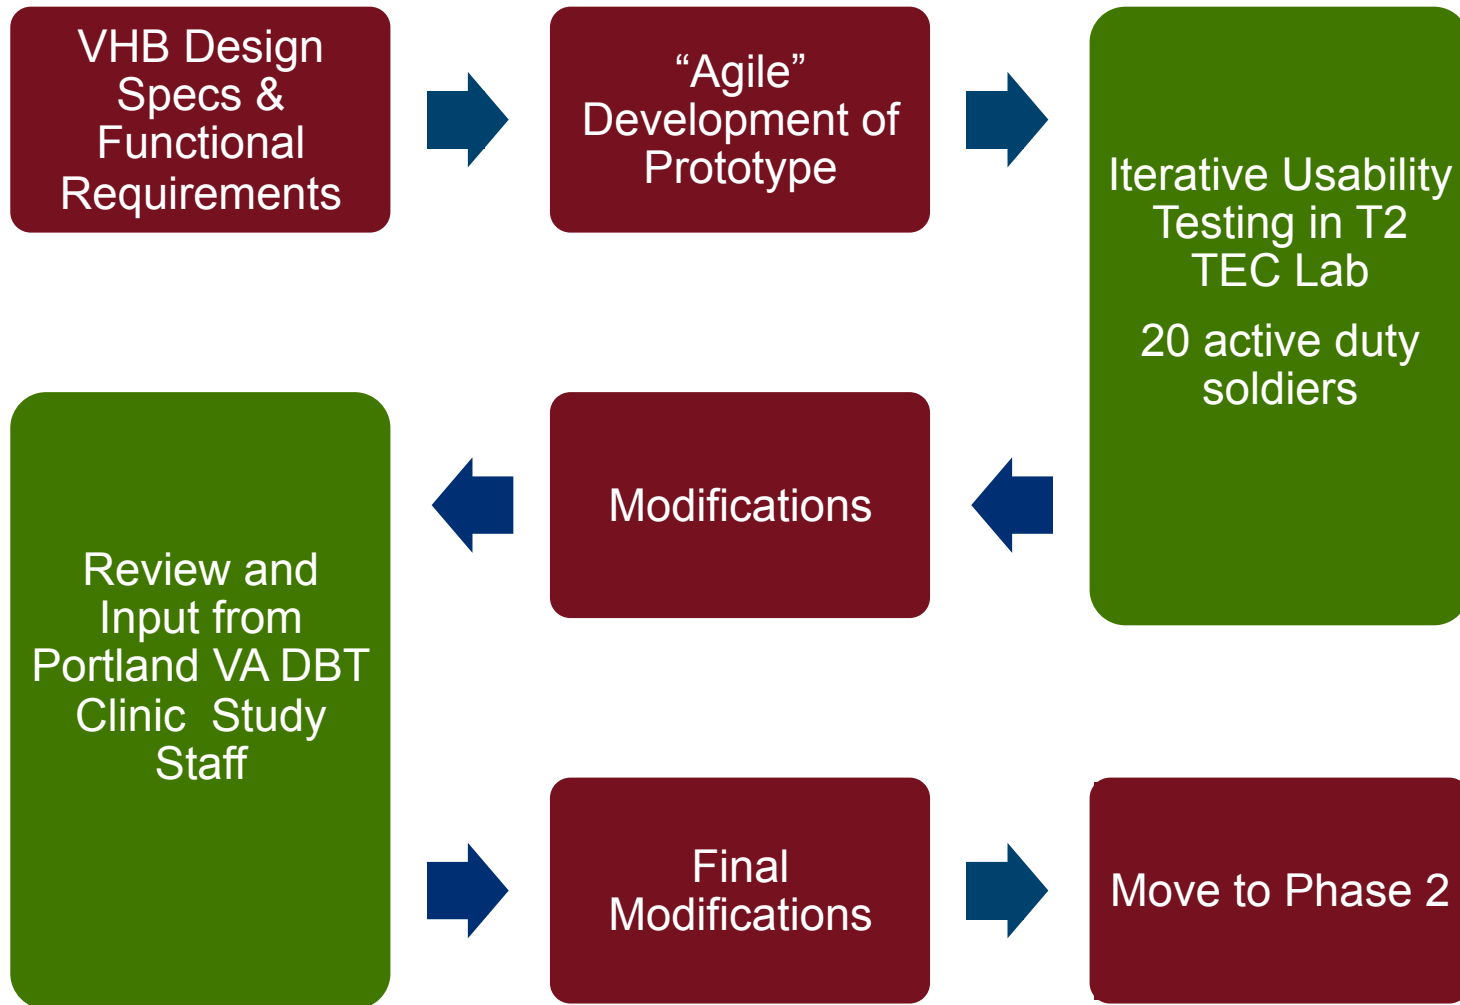 VHB Design
Specs &
Functional
Requirements
“Agile”
Development of
Prototype
Iterative Usability
Testing in T2
TEC Lab
20 active duty
soldiers
Modifications
Review and
Input from
Portland VA DBT
Clinic  Study
Staff
Final
Modifications
Move to Phase 2